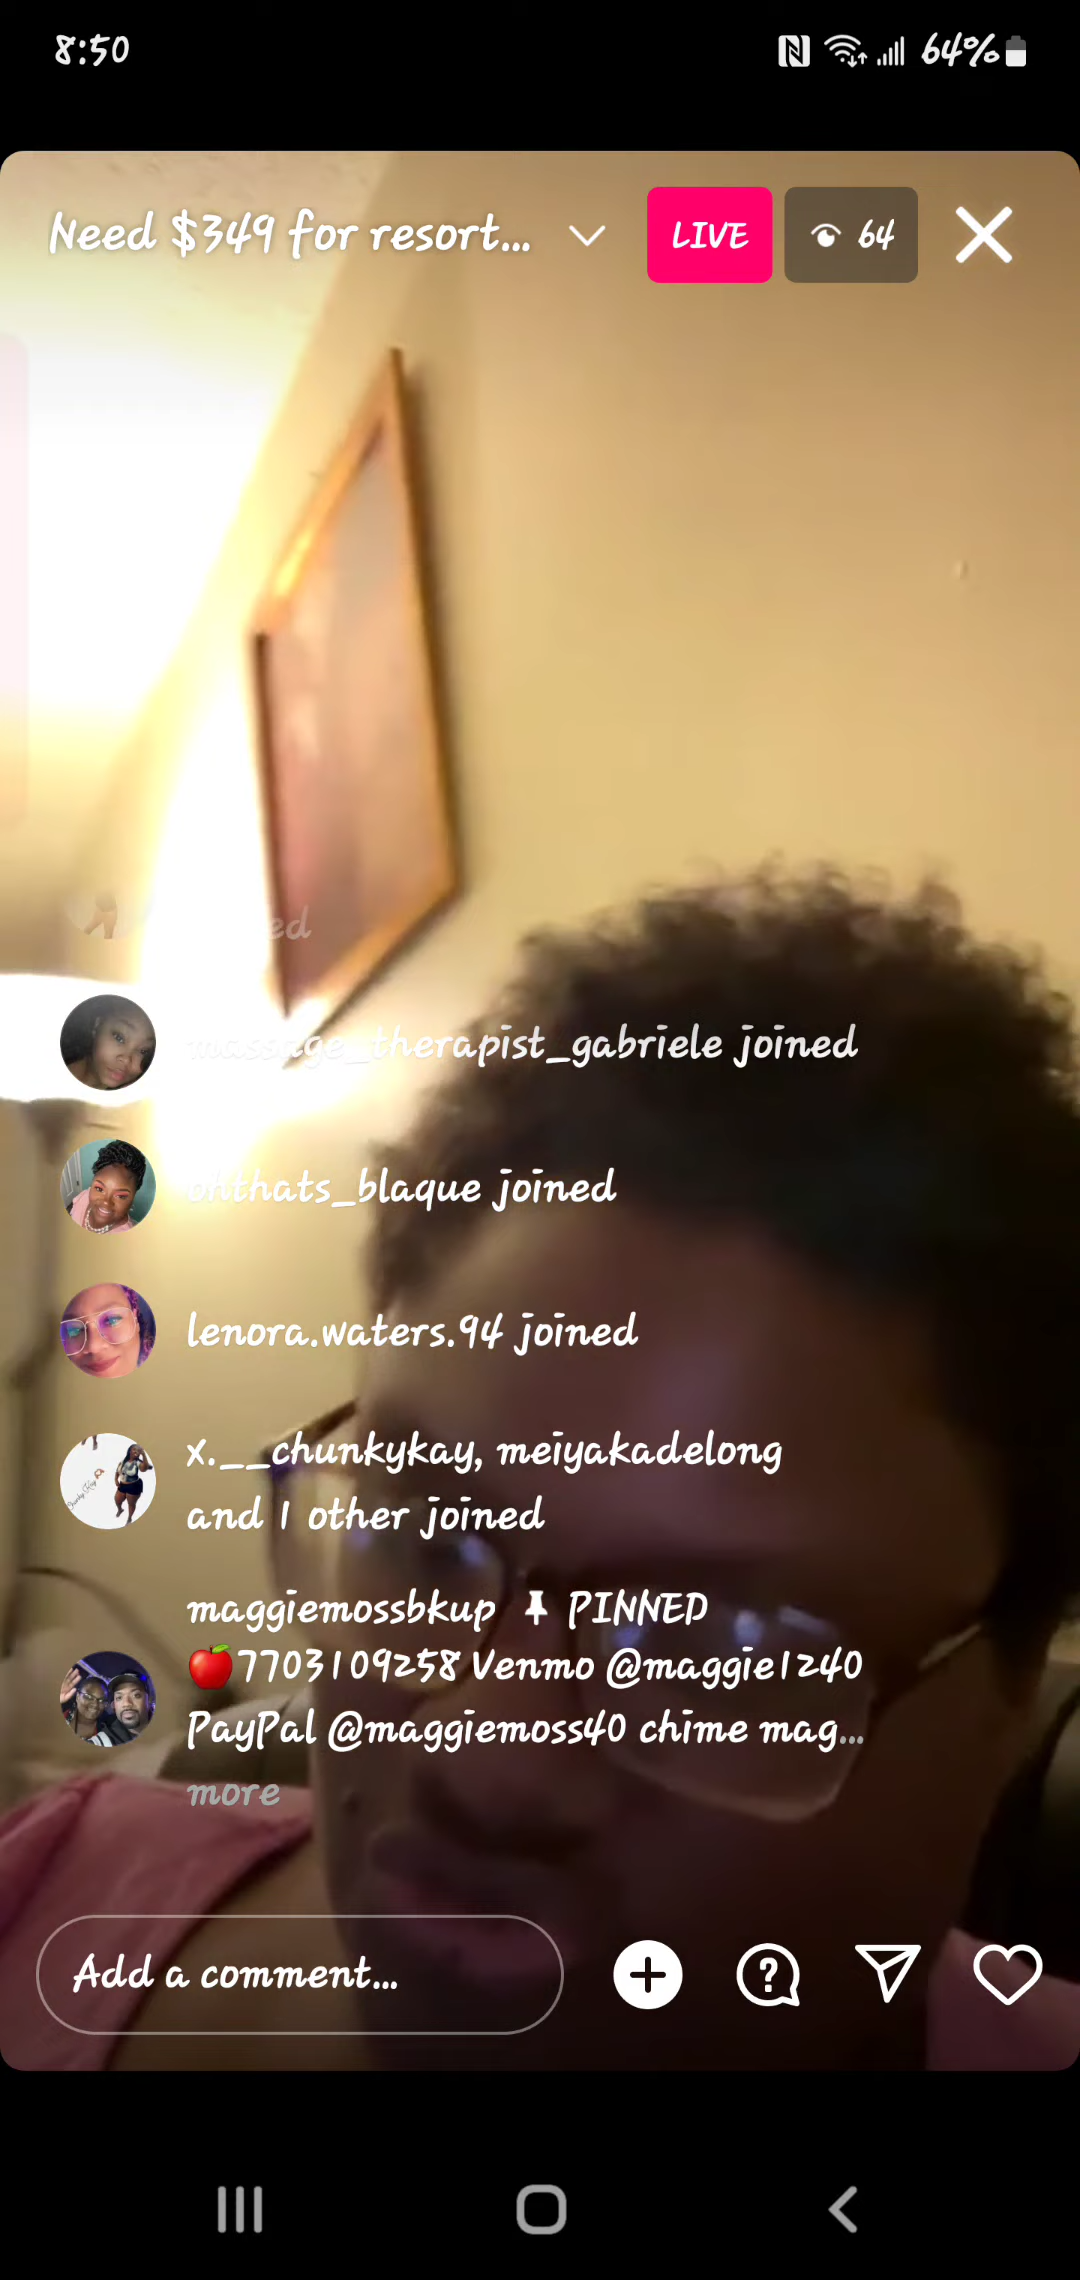 8:50
64%
Need $349 for resort...
LIVE
64
ed
massage_therapist_gabriele joined
ohthats_blaque joined
lenora.waters.94 joined
x.__chunkykay, meiyakadelong
and 1 other joined
maggiemossbkup 📌 PINNED
🍎7703109258 Venmo @maggie1240
PayPal @maggiemoss40 chime mag...
more
Add a comment...